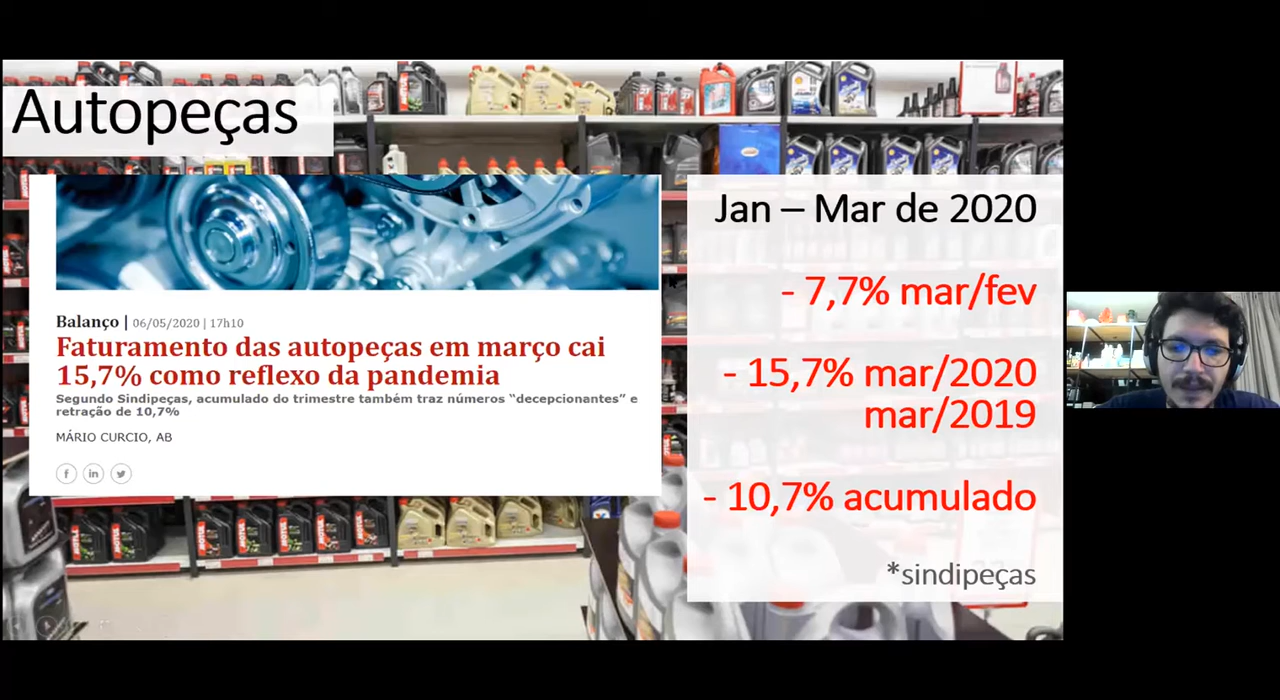 Autopeças
Balanço | 06/05/2020 | 17h10
Faturamento das autopeças em março cai
15,7% como reflexo da pandemia
Segundo Sindipeças, acumulado do trimestre também traz números “decepcionantes” e
retração de 10,7%
MÁRIO CURCIO, AB
Jan – Mar de 2020
- 7,7% mar/fev
- 15,7% mar/2020
mar/2019
- 10,7% acumulado
*sindipeças